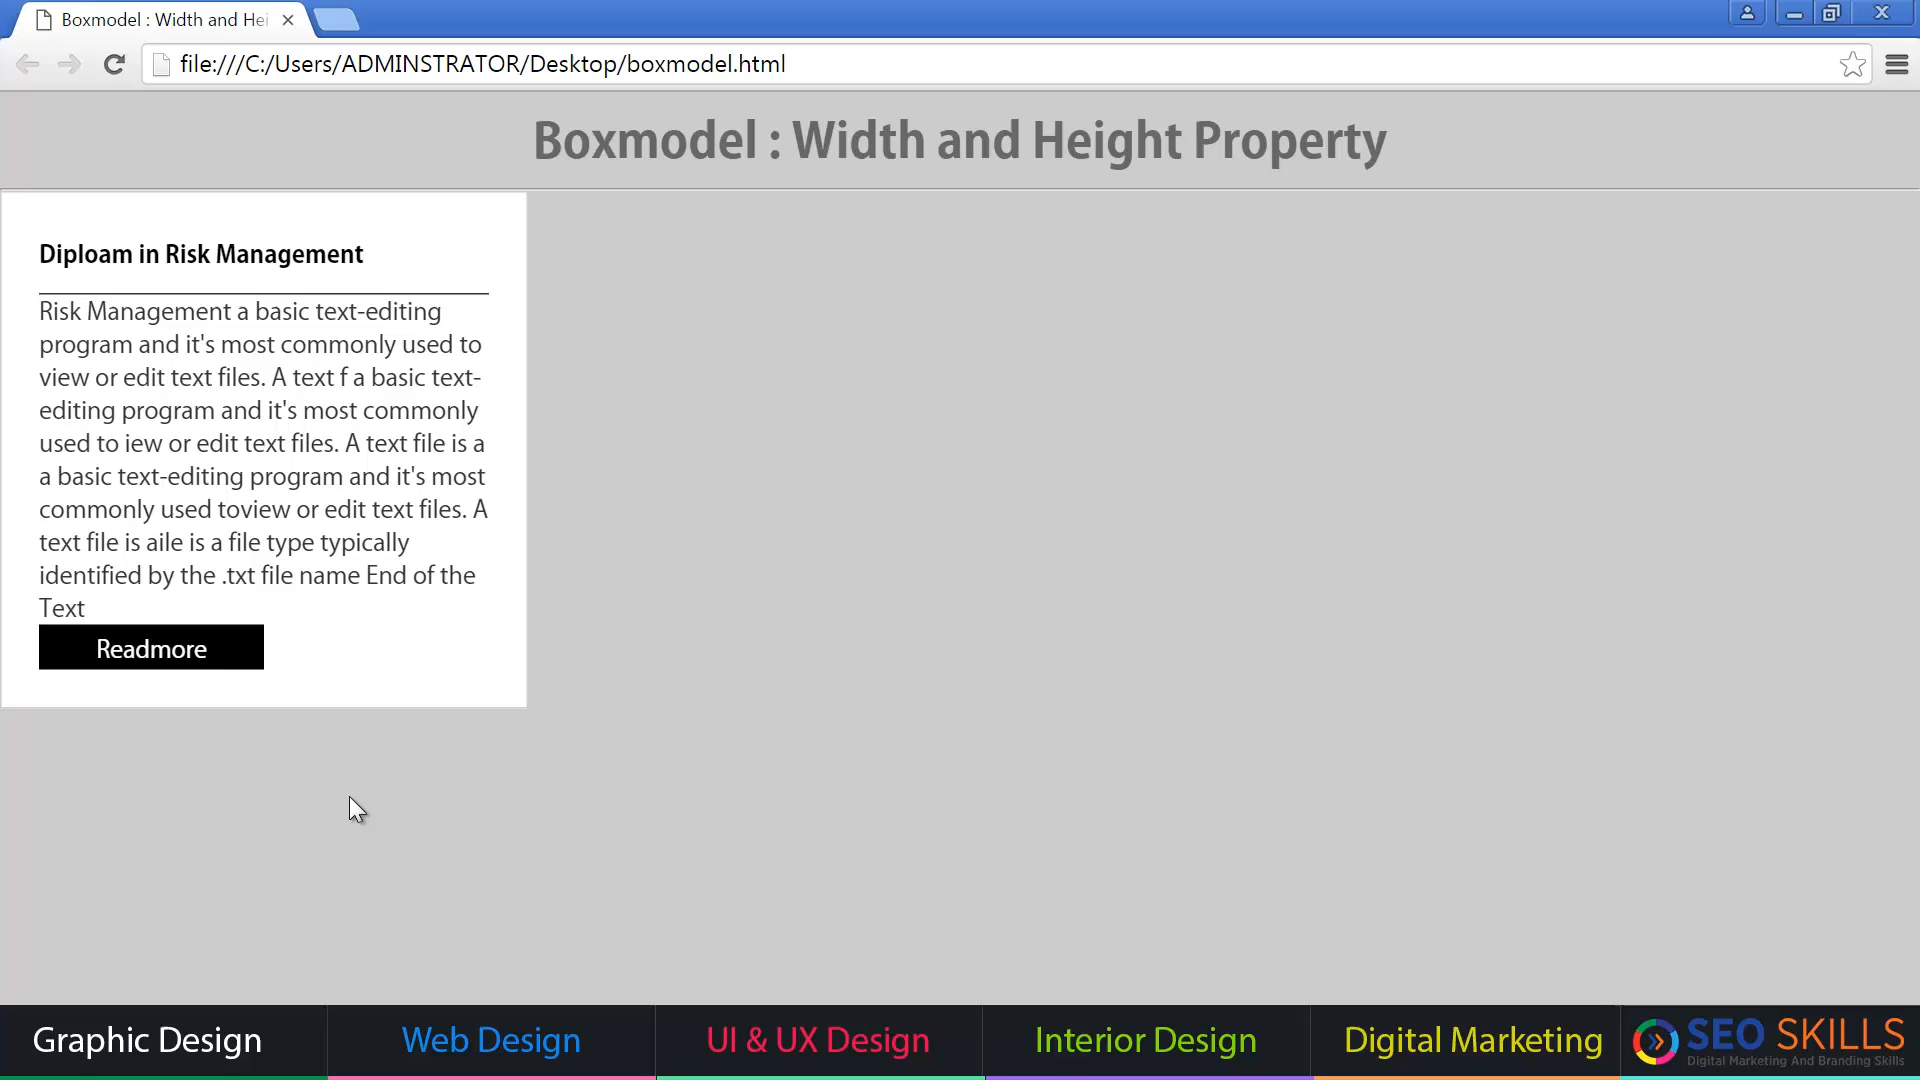 Boxmodel : Width and Hei
file:///C:/Users/ADMINSTRATOR/Desktop/boxmodel.html
Boxmodel : Width and Height Property
Diploam in Risk Management
Risk Management a basic text-editing
program and it's most commonly used to
view or edit text files. A text f a basic text-
editing program and it's most commonly
used to iew or edit text files. A text file is a
a basic text-editing program and it's most
commonly used toview or edit text files. A
text file is aile is a file type typically
identified by the .txt file name End of the
Text
Readmore
Graphic Design
Web Design
UI & UX Design
Interior Design
Digital Marketing
SEO SKILLS
Digital Marketing And Branding Skills